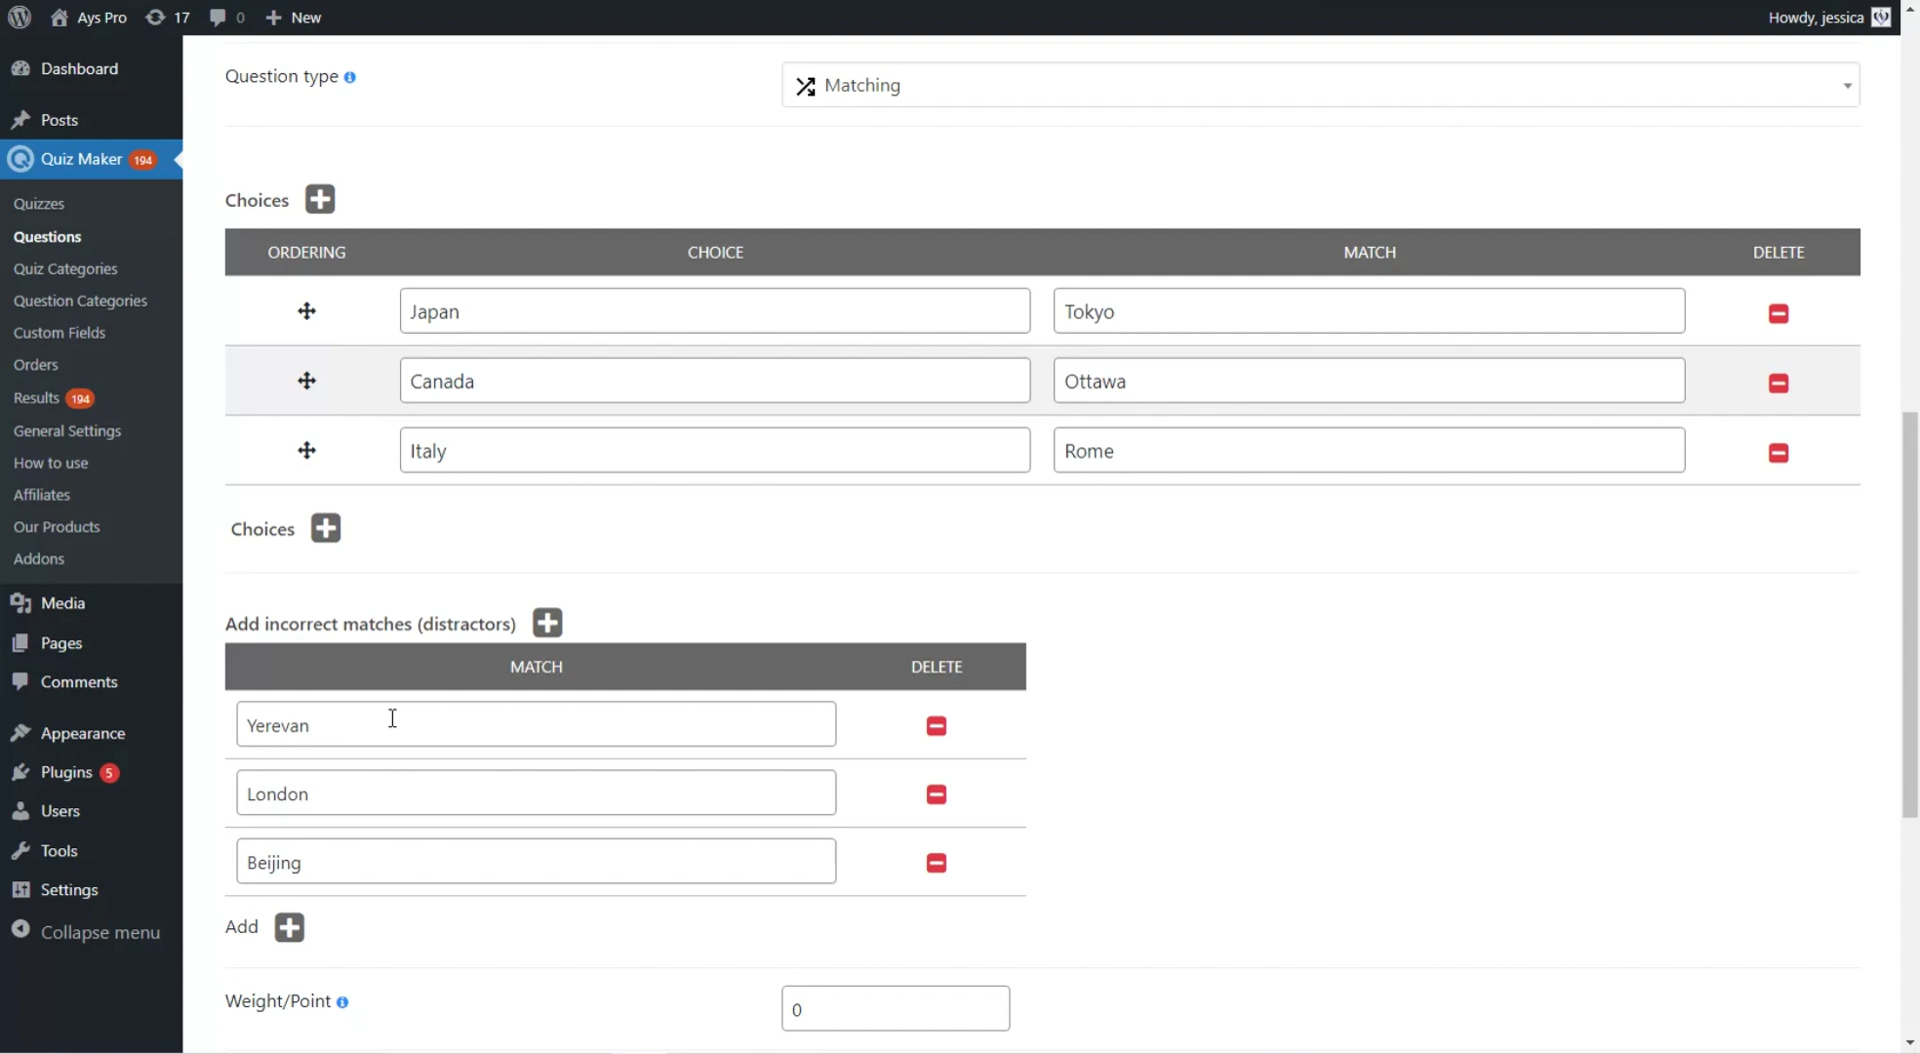 Ays Pro 17 0 New Howdy, jessica
Dashboard
Posts
Quiz Maker 194
Quizzes
Questions
Quiz Categories
Question Categories
Custom Fields
Orders
Results 194
General Settings
How to use
Affiliates
Our Products
Addons
Media
Pages
Comments
Appearance
Plugins 5
Users
Tools
Settings
Collapse menu
Question type
Matching
Choices
ORDERING CHOICE MATCH DELETE
Japan Tokyo
Canada Ottawa
Italy Rome
Choices
Add incorrect matches (distractors)
MATCH DELETE
Yerevan
London
Beijing
Add
Weight/Point 0